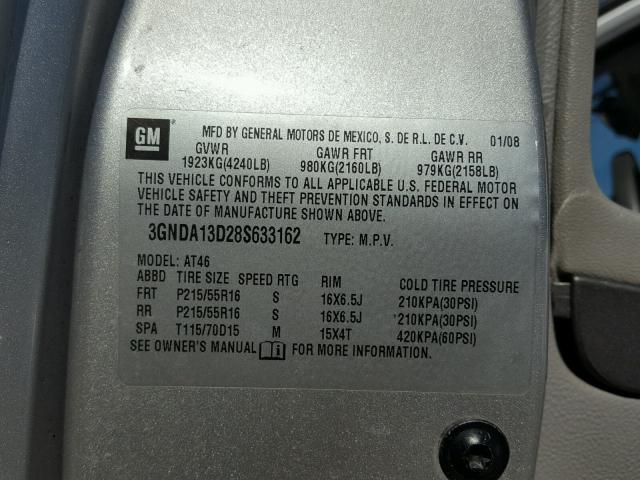 GM MFD BY GENERAL MOTORS DE MEXICO, S. DE R.L. DE C.V. 01/08
GVWR GAWR FRT GAWR RR
1923KG(4240LB) 980KG(2160LB) 979KG(2158LB)
THIS VEHICLE CONFORMS TO ALL APPLICABLE U.S. FEDERAL MOTOR
VEHICLE SAFETY AND THEFT PREVENTION STANDARDS IN EFFECT ON
THE DATE OF MANUFACTURE SHOWN ABOVE.
3GNDA13D28S633162 TYPE: M.P.V.
MODEL: AT46
ABBD TIRE SIZE SPEED RTG RIM COLD TIRE PRESSURE
FRT P215/55R16 S 16X6.5J 210KPA(30PSI)
RR P215/55R16 S 16X6.5J 210KPA(30PSI)
SPA T115/70D15 M 15X4T 420KPA(60PSI)
SEE OWNER'S MANUAL FOR MORE INFORMATION.